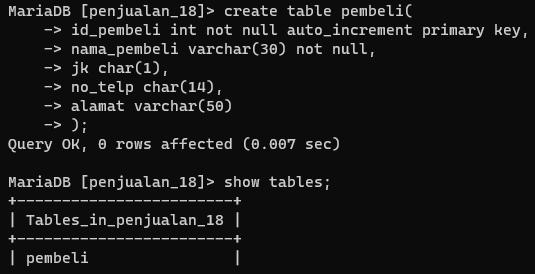 MariaDB [penjualan_18]> create table pembeli(
    -> id_pembeli int not null auto_increment primary key,
    -> nama_pembeli varchar(30) not null,
    -> jk char(1),
    -> no_telp char(14),
    -> alamat varchar(50)
    -> );
Query OK, 0 rows affected (0.007 sec)

MariaDB [penjualan_18]> show tables;
+------------------------+
| Tables_in_penjualan_18 |
+------------------------+
| pembeli                |